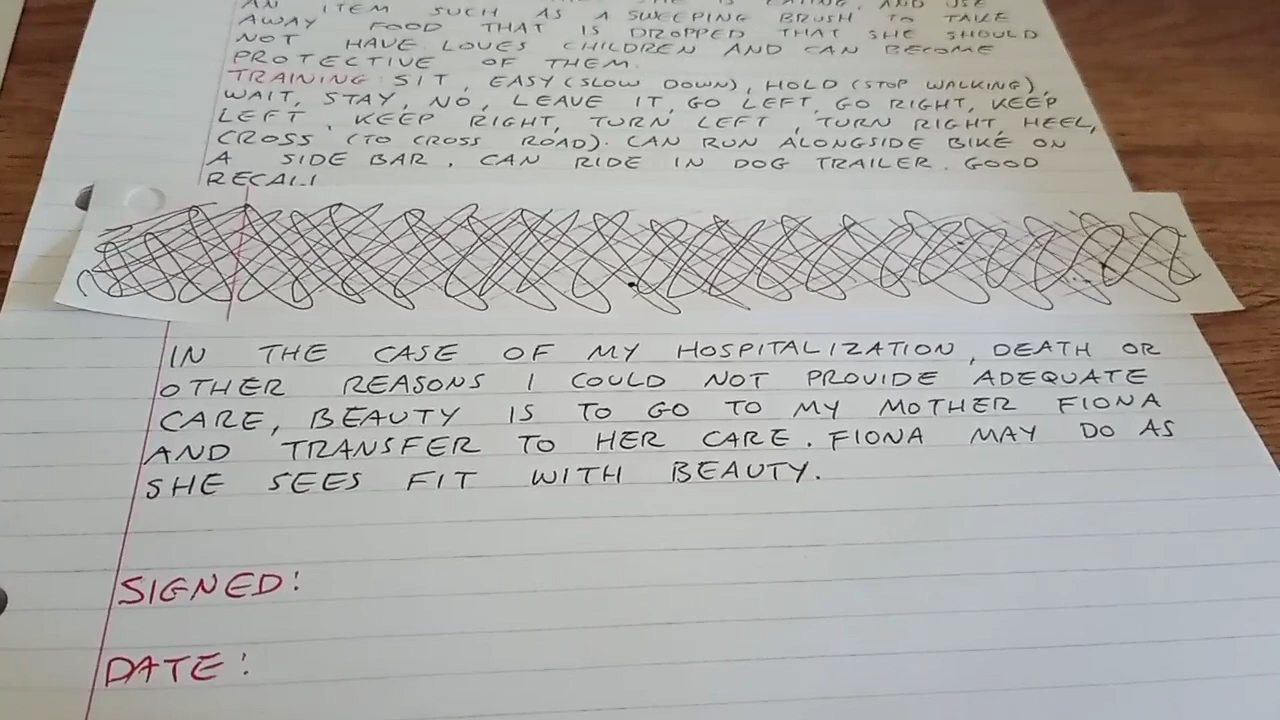 AN ITEM SUCH AS A SWEEPING BRUSH TO TAKE
AWAY FOOD THAT IS DROPPED THAT SHE SHOULD
NOT HAVE. LOVES CHILDREN AND CAN BECOME
PROTECTIVE OF THEM.
TRAINING: SIT, EASY (SLOW DOWN), HOLD (STOP WALKING),
WAIT, STAY, NO, LEAVE IT, GO LEFT, GO RIGHT, KEEP
LEFT, KEEP RIGHT, TURN LEFT, TURN RIGHT, HEEL,
CROSS (TO CROSS ROAD). CAN RUN ALONGSIDE BIKE ON
A SIDE BAR. CAN RIDE IN DOG TRAILER. GOOD
RECALL
IN THE CASE OF MY HOSPITALIZATION, DEATH OR
OTHER REASONS I COULD NOT PROVIDE ADEQUATE
CARE, BEAUTY IS TO GO TO MY MOTHER FIONA
AND TRANSFER TO HER CARE. FIONA MAY DO AS
SHE SEES FIT WITH BEAUTY.
SIGNED:
DATE: